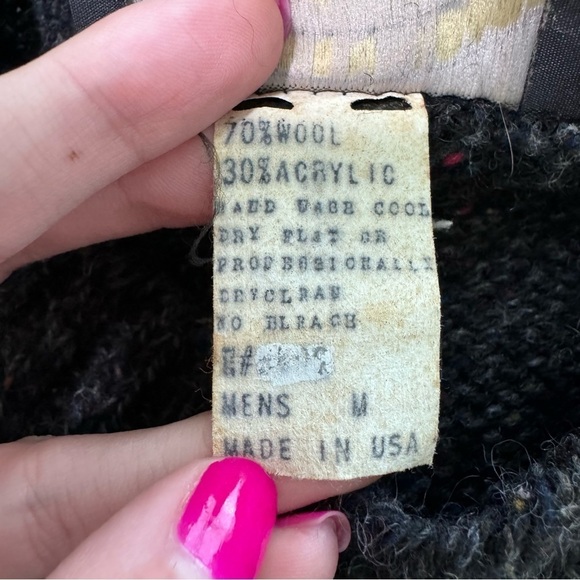 70% WOOL
30% ACRYLIC
HAND WASH COOL
DRY FLAT OR
PROFESSIONALLY
DRYCLEAN
NO BLEACH
MENS M
MADE IN USA